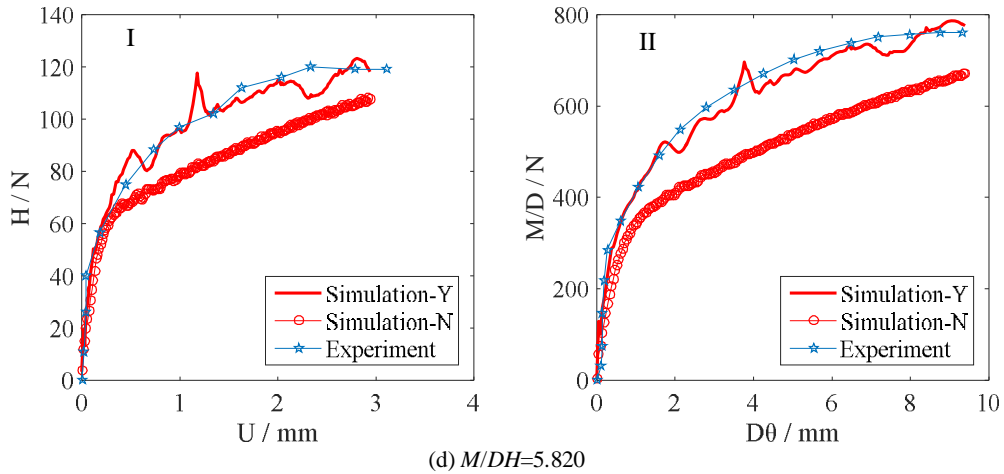 I
H / N
140
120
100
80
60
40
20
0
Simulation-Y
Simulation-N
Experiment
0 1 2 3 4
U / mm
II
M/D / N
800
600
400
200
0
Simulation-Y
Simulation-N
Experiment
0 2 4 6 8 10
Dθ / mm
(d) M/DH=5.820